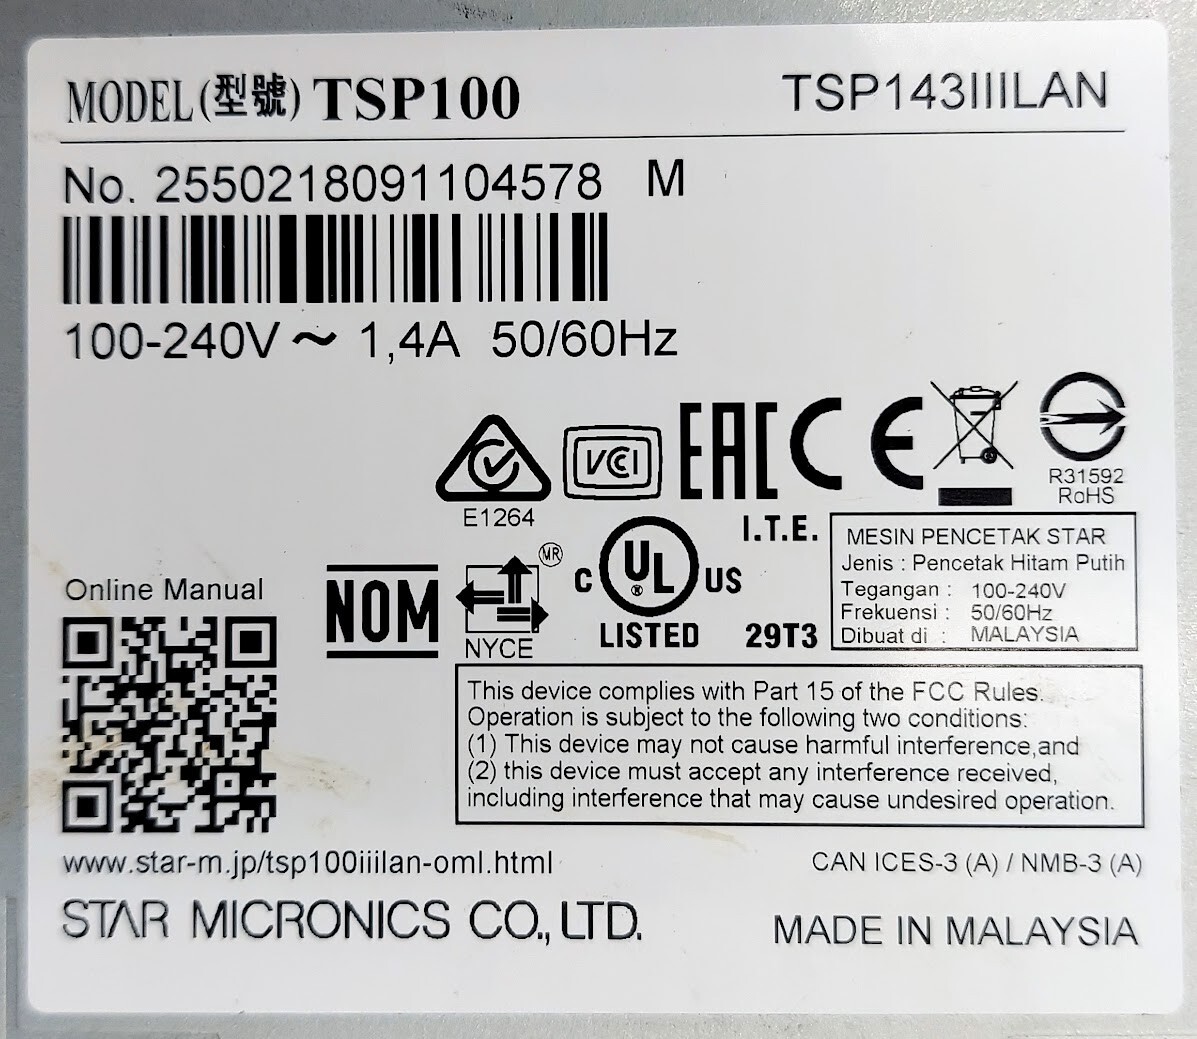 MODEL(型號) TSP100 TSP143IIILAN
No. 2550218091104578 M
100-240V ~ 1,4A 50/60Hz
E1264
VCI
EAC
CE
R31592
RoHS
I.T.E.
C UL ® US
LISTED 29T3
MESIN PENCETAK STAR
Jenis : Pencetak Hitam Putih
Tegangan : 100-240V
Frekuensi : 50/60Hz
Dibuat di : MALAYSIA
Online Manual
NOM
MR
NYCE
This device complies with Part 15 of the FCC Rules.
Operation is subject to the following two conditions:
(1) This device may not cause harmful interference,and
(2) this device must accept any interference received,
including interference that may cause undesired operation.
www.star-m.jp/tsp100iiilan-oml.html
CAN ICES-3 (A) / NMB-3 (A)
STAR MICRONICS CO., LTD.
MADE IN MALAYSIA